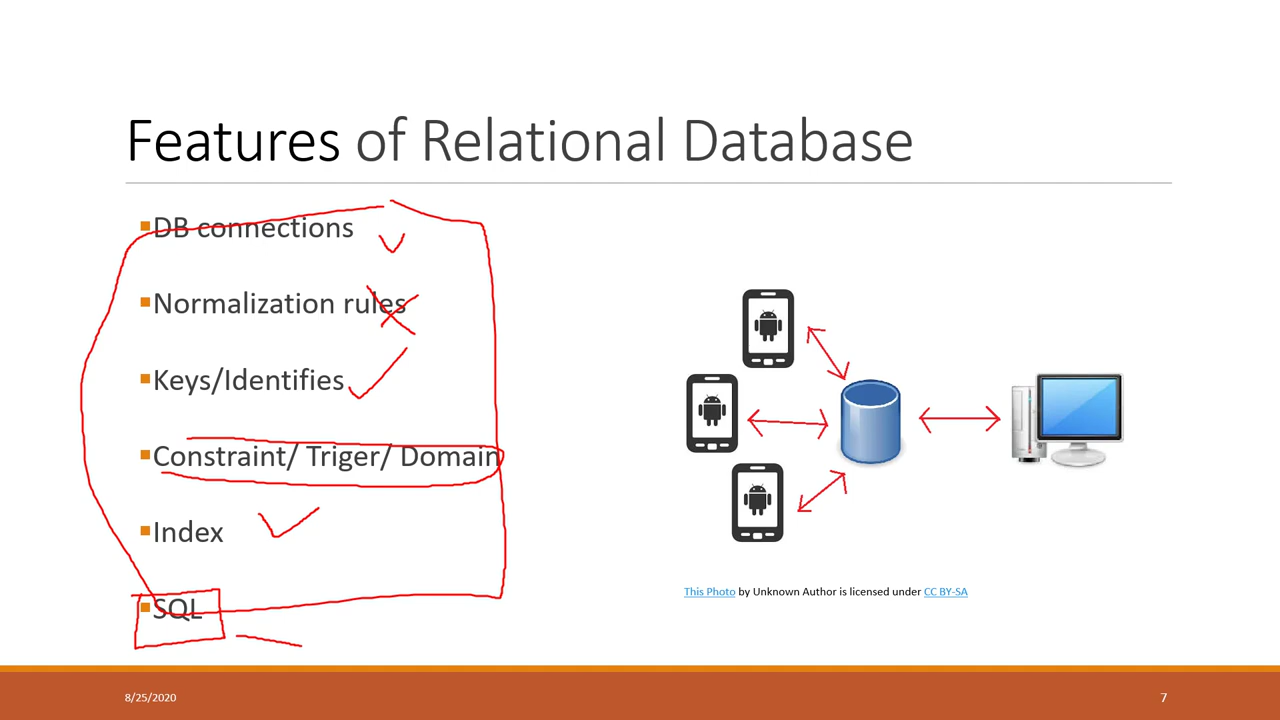 Features of Relational Database
▪DB connections
▪Normalization rules
▪Keys/Identifies
▪Constraint/ Triger/ Domain
▪Index
▪SQL
This Photo by Unknown Author is licensed under CC BY-SA
8/25/2020
7